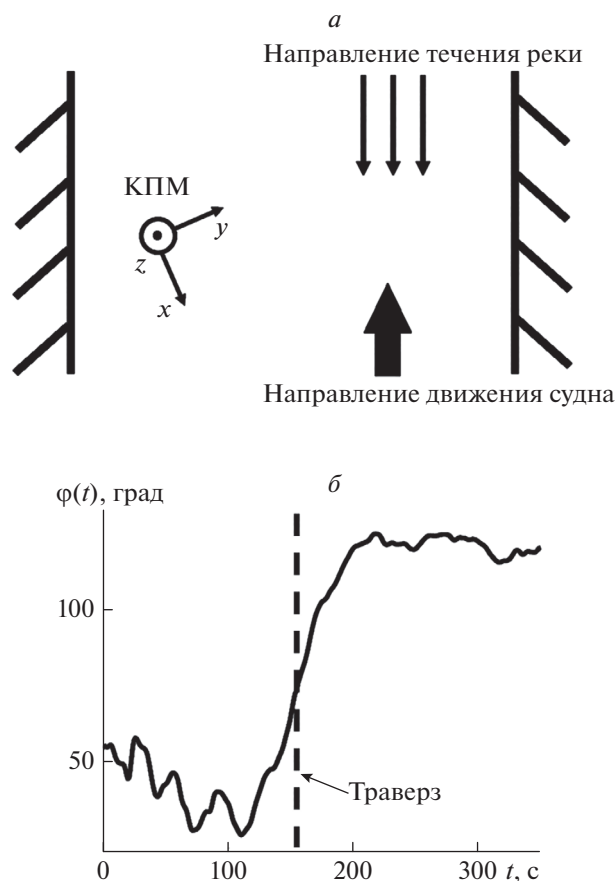 а
Направление течения реки
КПМ
y
z
x
Направление движения судна
б
φ(t), град
100
50
Траверз
0 100 200 300 t, с